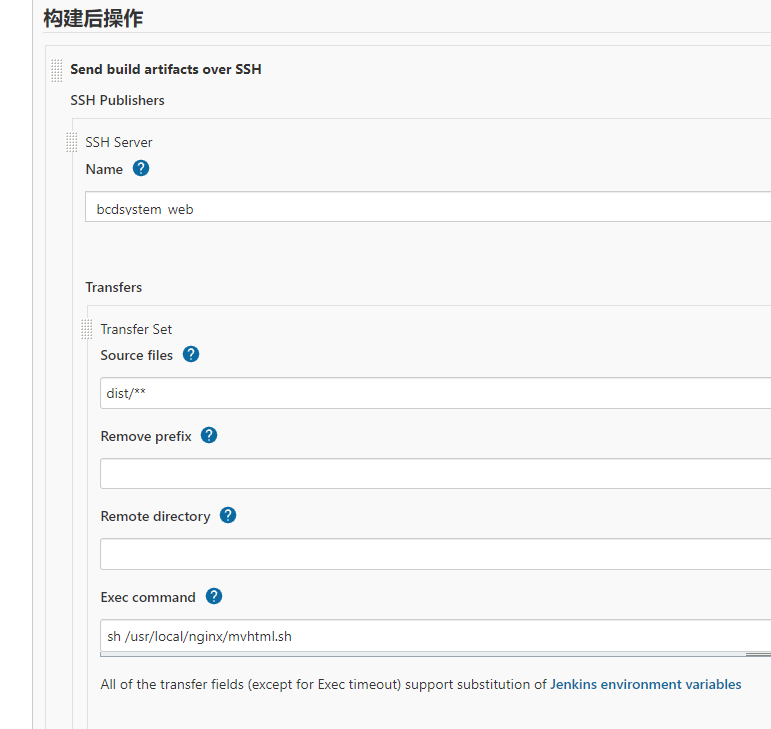 构建后操作
Send build artifacts over SSH
SSH Publishers
SSH Server
Name ?
bcdsystem_web
Transfers
Transfer Set
Source files ?
dist/**
Remove prefix ?
Remote directory ?
Exec command ?
sh /usr/local/nginx/mvhtml.sh
All of the transfer fields (except for Exec timeout) support substitution of Jenkins environment variables